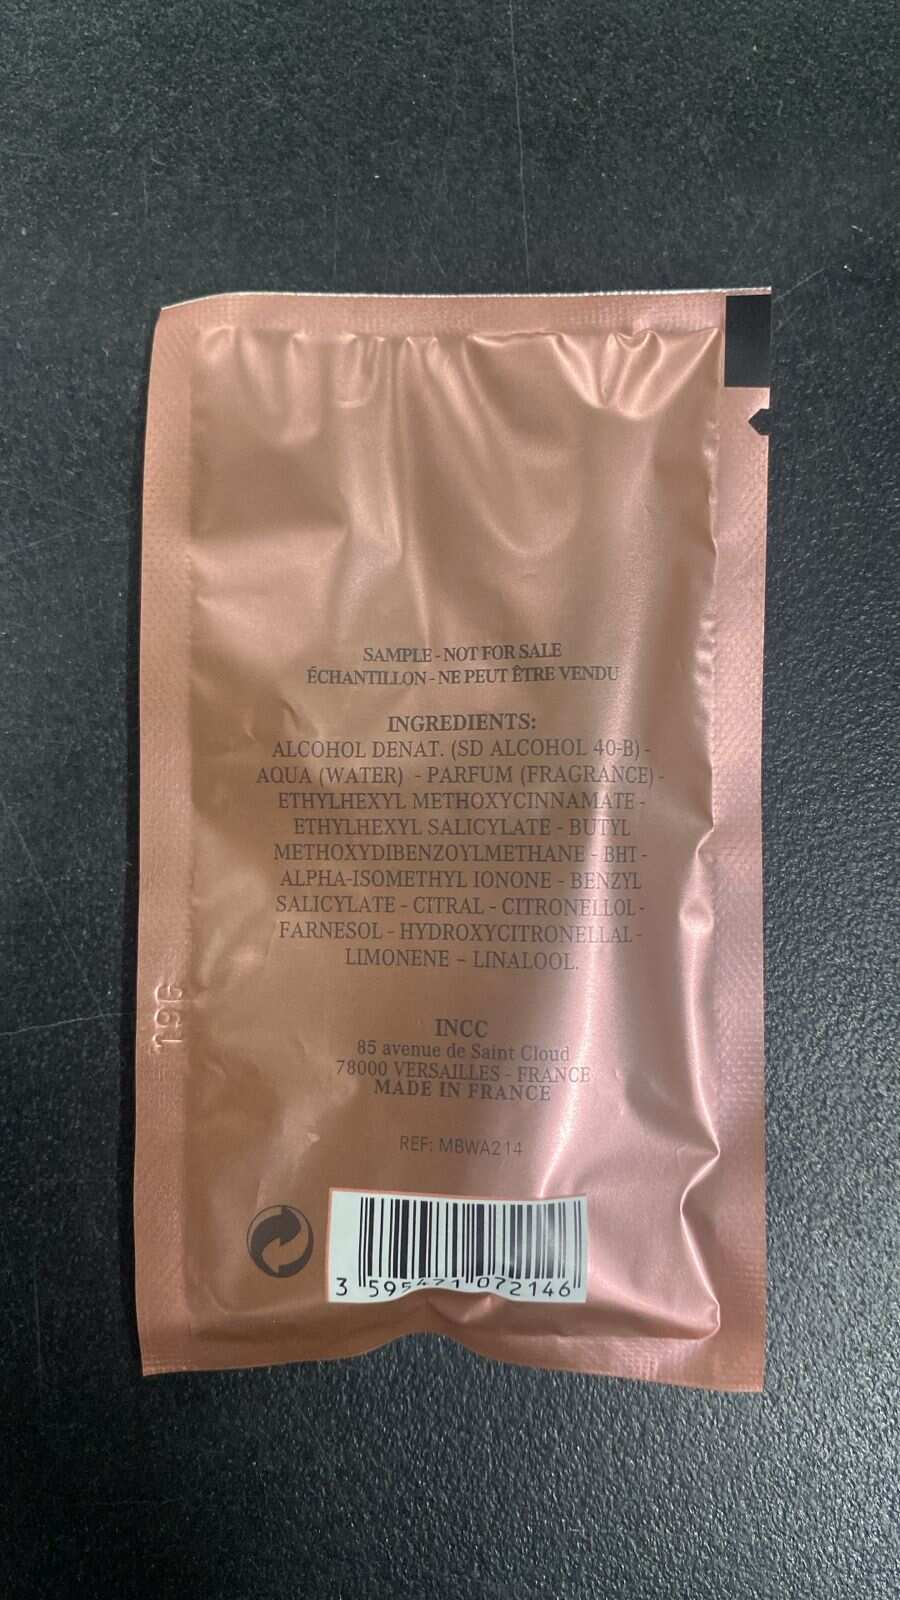 SAMPLE - NOT FOR SALE
ÉCHANTILLON - NE PEUT ÊTRE VENDU
INGREDIENTS:
ALCOHOL DENAT. (SD ALCOHOL 40-B) -
AQUA (WATER) - PARFUM (FRAGRANCE) -
ETHYLHEXYL METHOXYCINNAMATE -
ETHYLHEXYL SALICYLATE - BUTYL
METHOXYDIBENZOYLMETHANE - BHT -
ALPHA-ISOMETHYL IONONE - BENZYL
SALICYLATE - CITRAL - CITRONELLOL -
FARNESOL - HYDROXYCITRONELLAL -
LIMONENE - LINALOOL.
INCC
85 avenue de Saint Cloud
78000 VERSAILLES - FRANCE
MADE IN FRANCE
REF: MBWA214
3 595471 072146